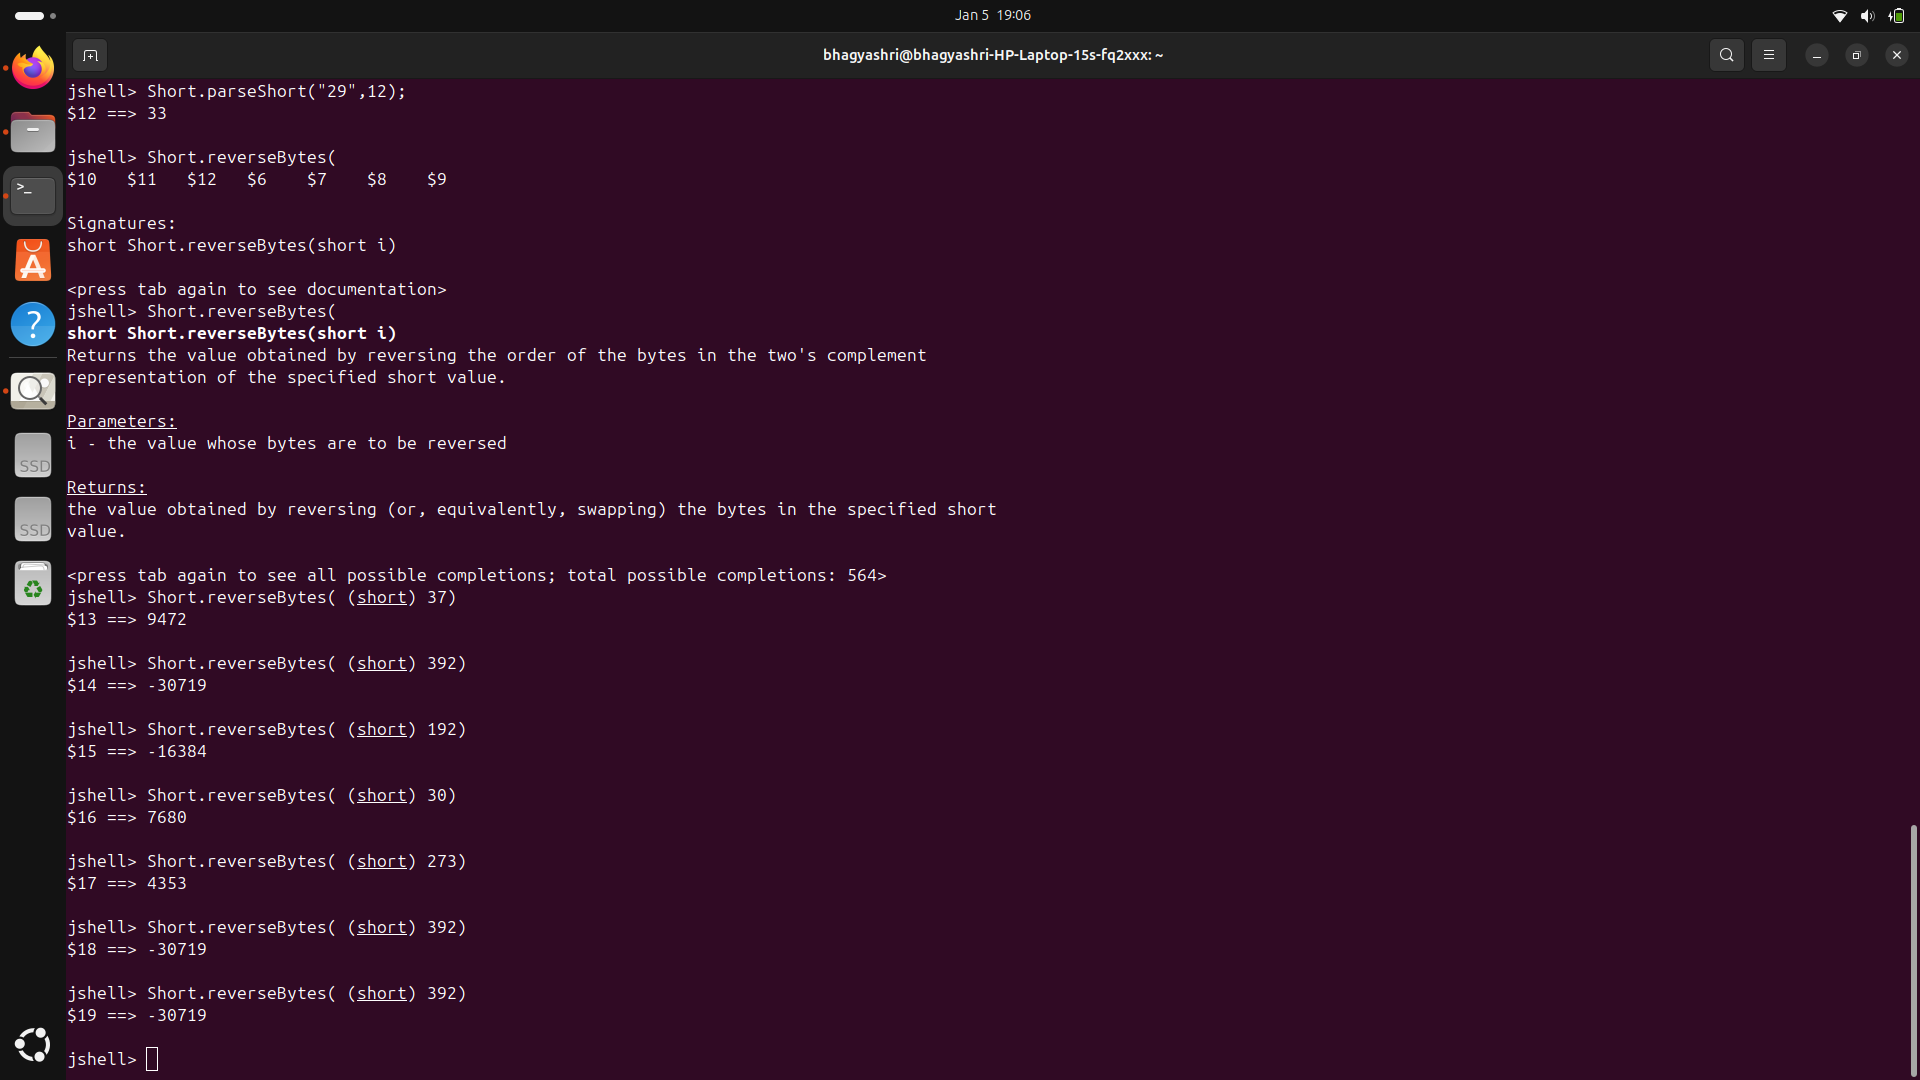 Jan 5 19:06
bhagyashri@bhagyashri-HP-Laptop-15s-fq2xxx: ~
jshell> Short.parseShort("29",12);
$12 ==> 33
jshell> Short.reverseBytes(
$10 $11 $12 $6 $7 $8 $9
Signatures:
short Short.reverseBytes(short i)
<press tab again to see documentation>
jshell> Short.reverseBytes(
short Short.reverseBytes(short i)
Returns the value obtained by reversing the order of the bytes in the two's complement
representation of the specified short value.
Parameters:
i - the value whose bytes are to be reversed
Returns:
the value obtained by reversing (or, equivalently, swapping) the bytes in the specified short
value.
<press tab again to see all possible completions; total possible completions: 564>
jshell> Short.reverseBytes( (short) 37)
$13 ==> 9472
jshell> Short.reverseBytes( (short) 392)
$14 ==> -30719
jshell> Short.reverseBytes( (short) 192)
$15 ==> -16384
jshell> Short.reverseBytes( (short) 30)
$16 ==> 7680
jshell> Short.reverseBytes( (short) 273)
$17 ==> 4353
jshell> Short.reverseBytes( (short) 392)
$18 ==> -30719
jshell> Short.reverseBytes( (short) 392)
$19 ==> -30719
jshell>
>_
?
SSD
SSD